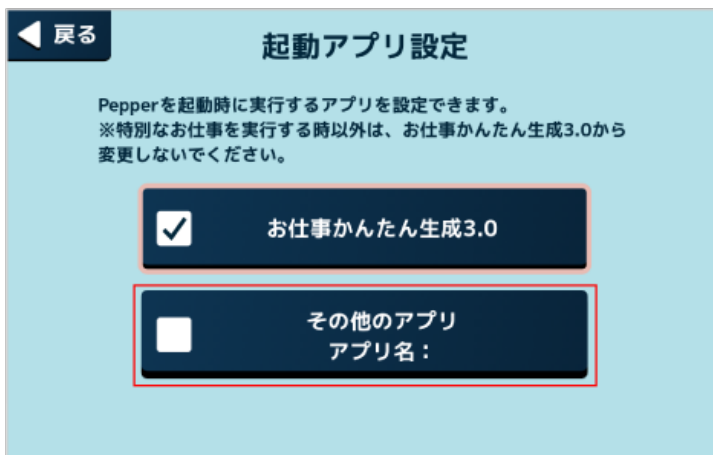 戻る
起動アプリ設定
Pepperを起動時に実行するアプリを設定できます。
※特別なお仕事を実行する時以外は、お仕事かんたん生成3.0から
変更しないでください。
お仕事かんたん生成3.0
その他のアプリ
アプリ名：